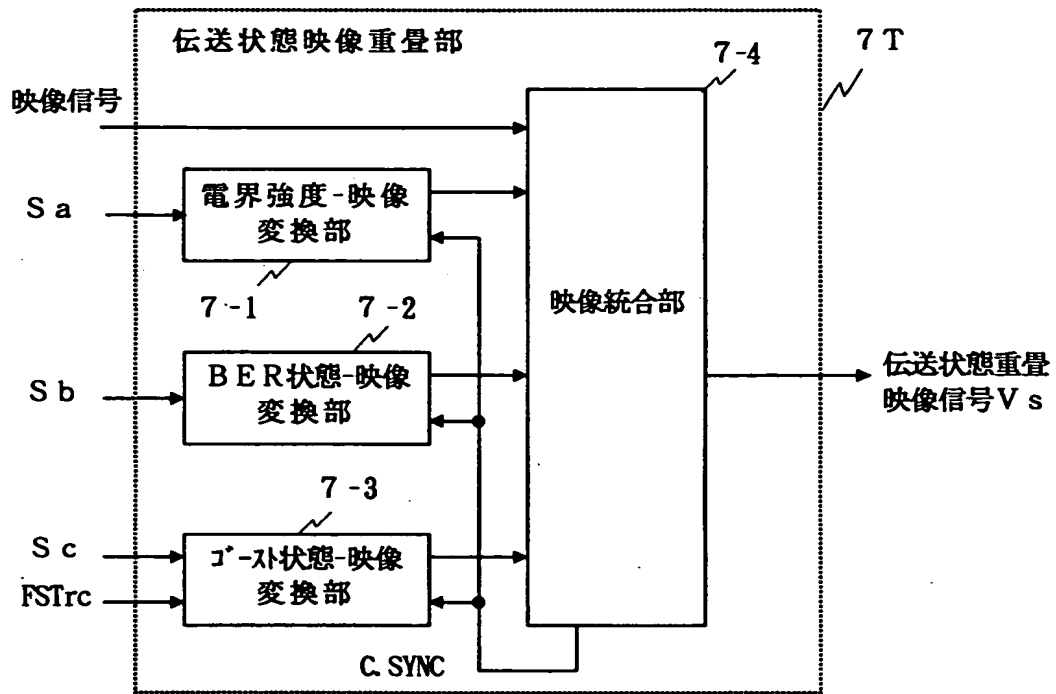 伝送状態映像重畳部
7T
7-4
映像信号
Sa
電界強度-映像
変換部
7-1
7-2
映像統合部
Sb
BER状態-映像
変換部
伝送状態重畳
映像信号Vs
7-3
Sc
FSTrc
ゴースト状態-映像
変換部
C.SYNC